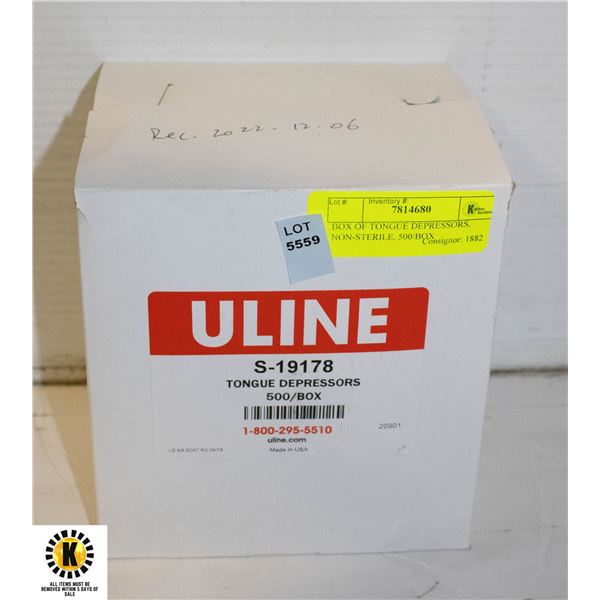 Rec. 2022-12-06
Lot #
Inventory #:
7814680
BOX OF TONGUE DEPRESSORS,
NON-STERILE, 500/BOX
Consignor: 1882
LOT
5559
ULINE
S-19178
TONGUE DEPRESSORS
500/BOX
1-800-295-5510
20901
uline.com
Made in USA
K
ALL ITEMS MUST BE
REMOVED WITHIN 5 DAYS OF
SALE